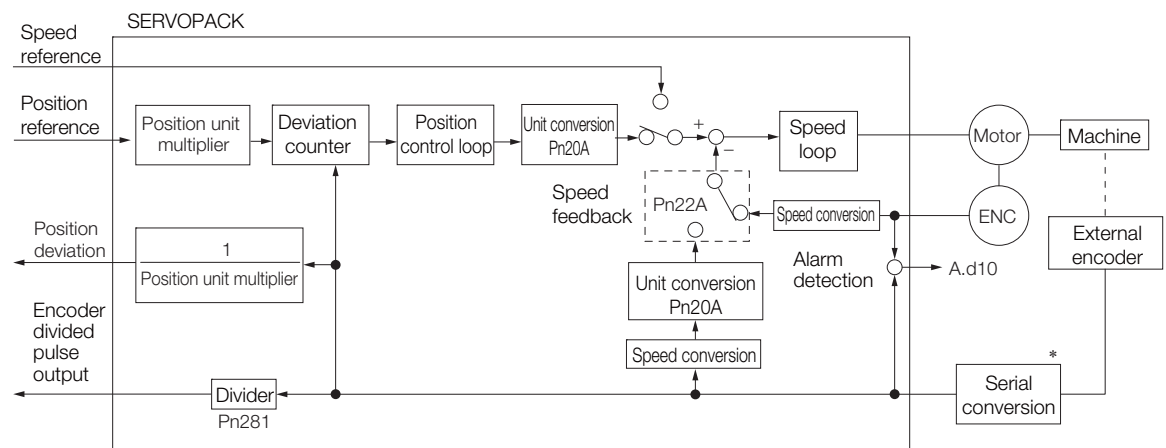 SERVOPACK
Speed
reference
Position
reference
Position unit
multiplier
Deviation
counter
Position
control loop
Unit conversion
Pn20A
+
−
Speed
loop
Motor
Machine
Speed
feedback
Pn22A
Speed conversion
ENC
External
encoder
Position
deviation
1
Position unit multiplier
Alarm
detection
A.d10
Unit conversion
Pn20A
Encoder
divided
pulse
output
Speed conversion
*
Serial
conversion
Divider
Pn281